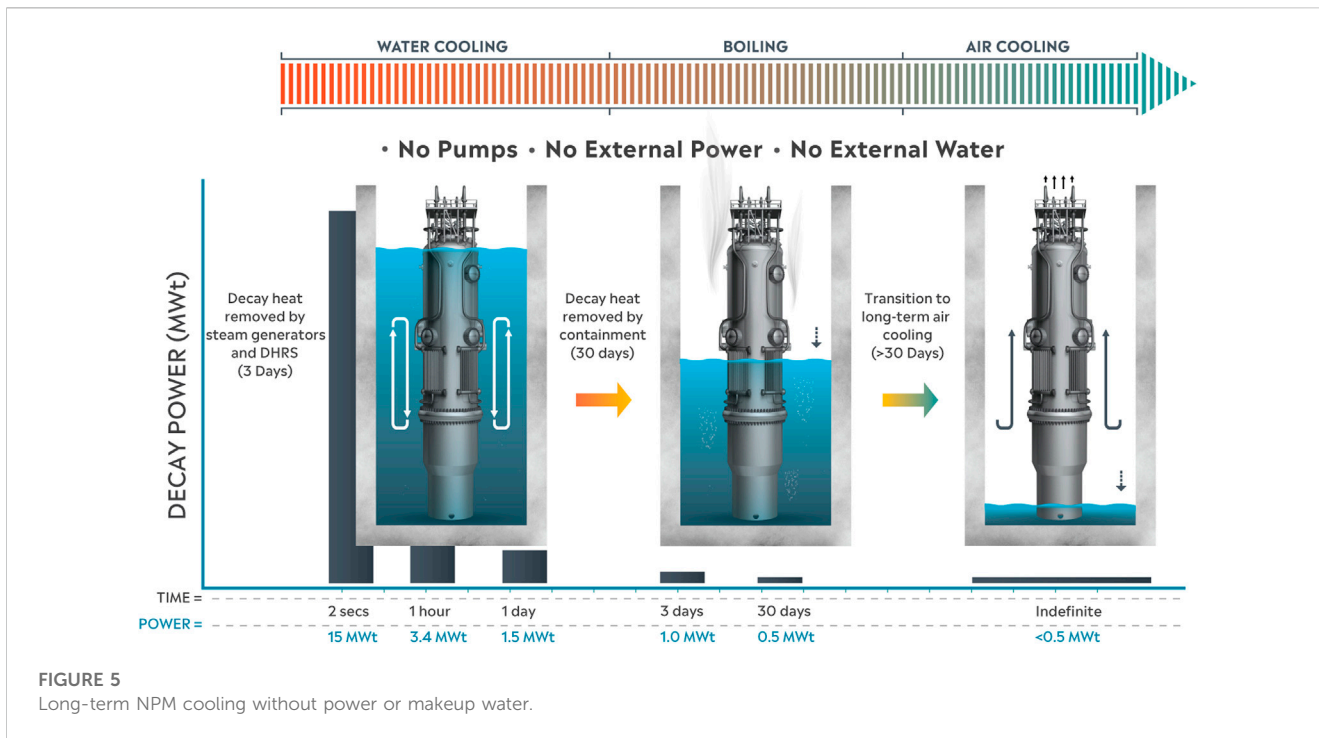 WATER COOLING
BOILING
AIR COOLING
• No Pumps • No External Power • No External Water
DECAY POWER (MWt)
Decay heat
removed by
steam generators
and DHRS
(3 Days)
Decay heat
removed by
containment
(30 days)
Transition to
long-term air
cooling
(>30 Days)
TIME =
2 secs
1 hour
1 day
3 days
30 days
Indefinite
POWER =
15 MWt
3.4 MWt
1.5 MWt
1.0 MWt
0.5 MWt
<0.5 MWt
FIGURE 5
Long-term NPM cooling without power or makeup water.